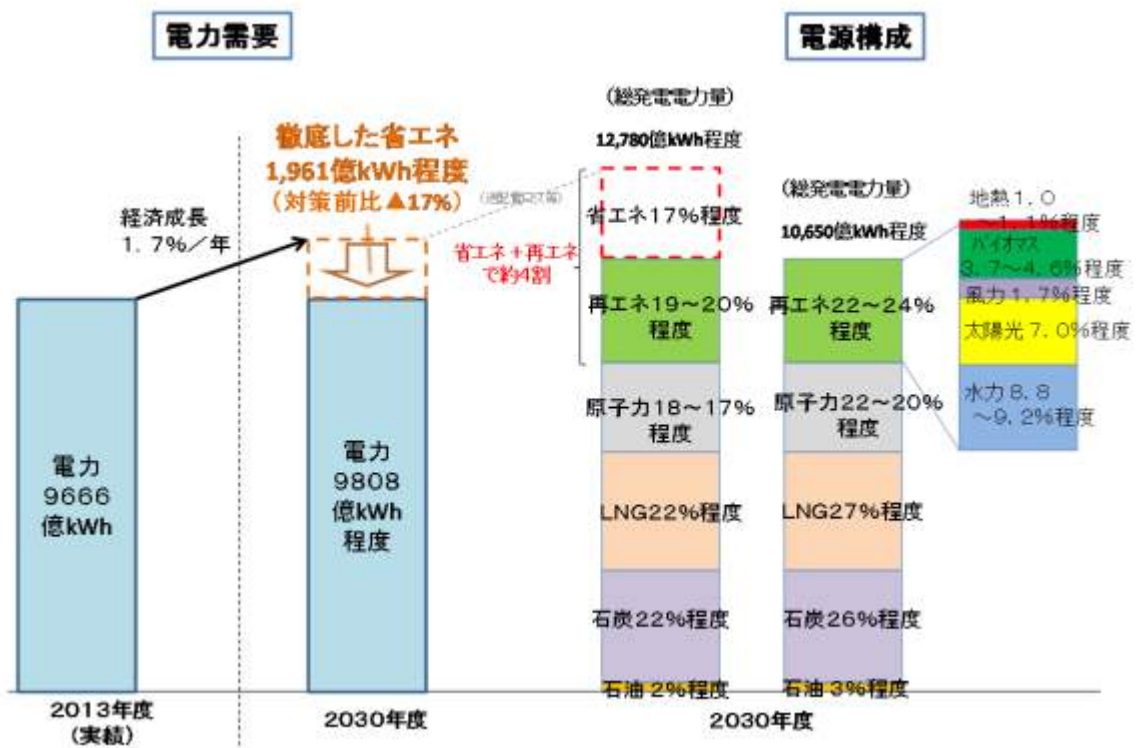 電力需要
電源構成
徹底した省エネ
1,961億kWh程度
(対策前比▲17%)
経済成長
1.7%/年
電力
9666
億kWh
電力
9808
億kWh
程度
2013年度
(実績)
2030年度
(送配電ロス等)
省エネ+再エネ
で約4割
(総発電電力量)
12,780億kWh程度
省エネ17%程度
再エネ19~20%
程度
原子力18~17%
程度
LNG22%程度
石炭22%程度
石油2%程度
(総発電電力量)
10,650億kWh程度
再エネ22~24%
程度
原子力22~20%
程度
LNG27%程度
石炭26%程度
石油3%程度
2030年度
地熱1.0
~1.1%程度
バイオマス
3.7~4.6%程度
風力1.7%程度
太陽光7.0%程度
水力8.8
~9.2%程度